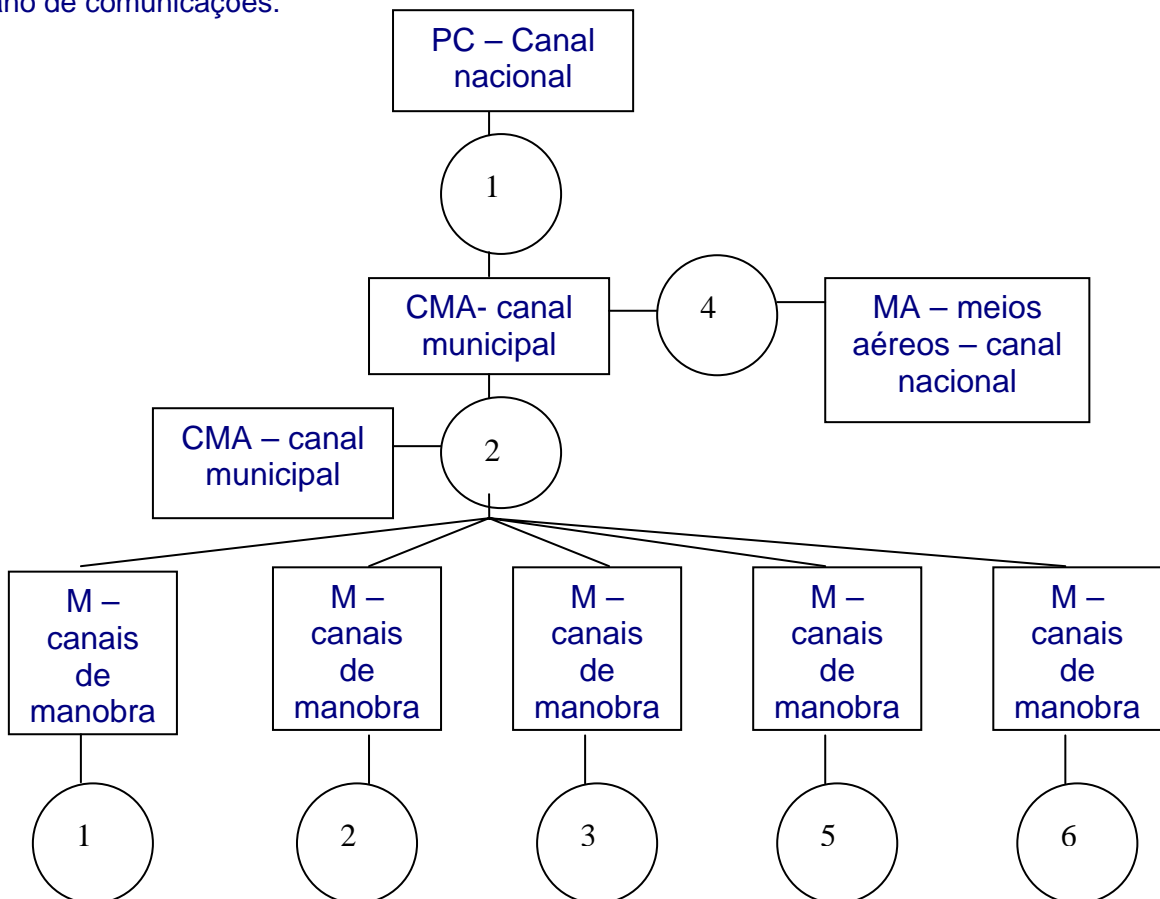 ano de comunicações:
PC – Canal
nacional
1
CMA- canal
municipal
4
MA – meios
aéreos – canal
nacional
CMA – canal
municipal
2
M –
canais
de
manobra
M –
canais
de
manobra
M –
canais
de
manobra
M –
canais
de
manobra
M –
canais
de
manobra
1
2
3
5
6